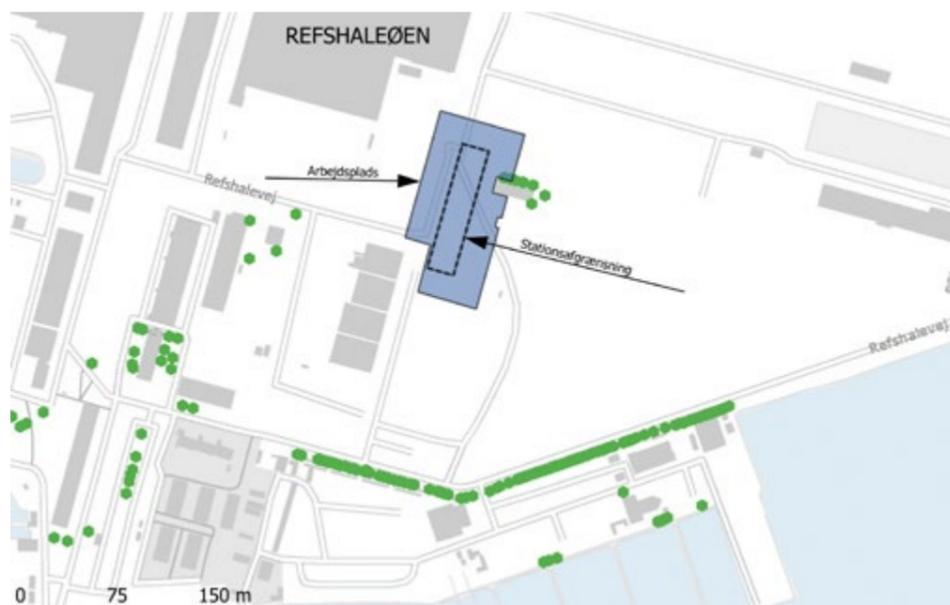 REFSHALEØEN
Arbejdsplads
Refshalevej
Stationsafgrænsning
Refshalevej
0 75 150 m